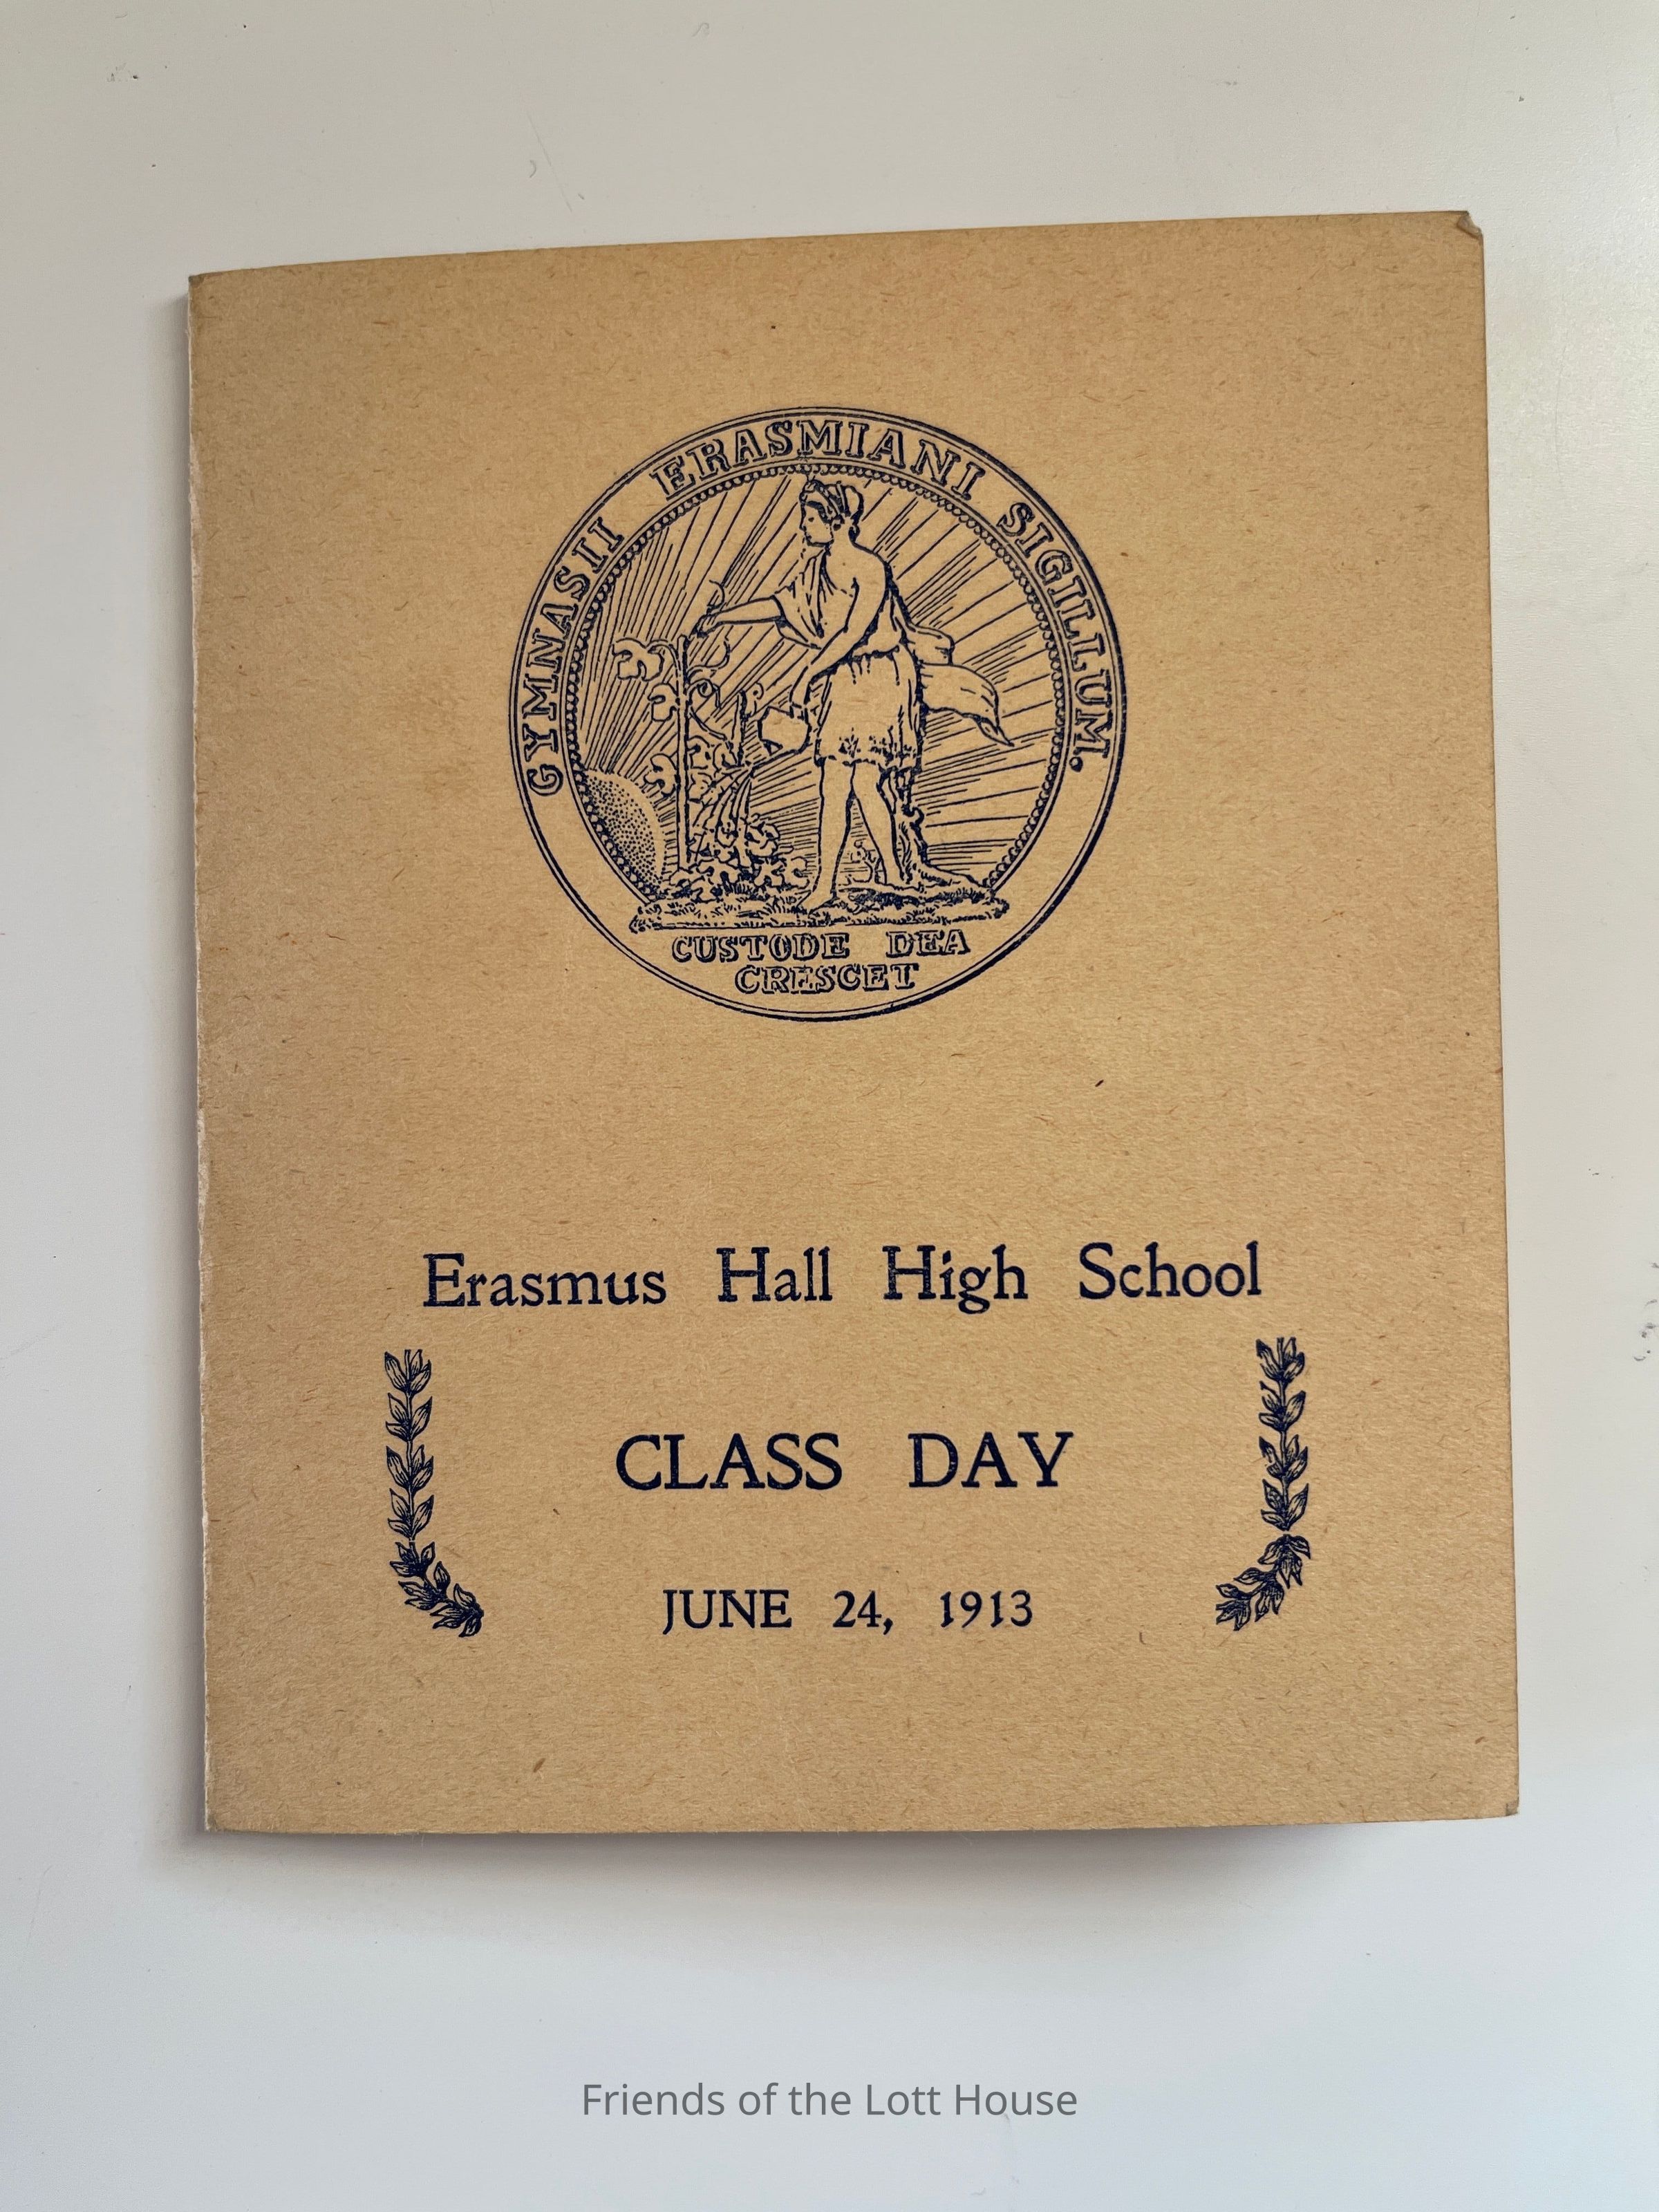 GYMNASII ERASMIANI SIGILLUM.
CUSTODE DEA
CRESCET
Erasmus Hall High School
CLASS DAY
JUNE 24, 1913
Friends of the Lott House